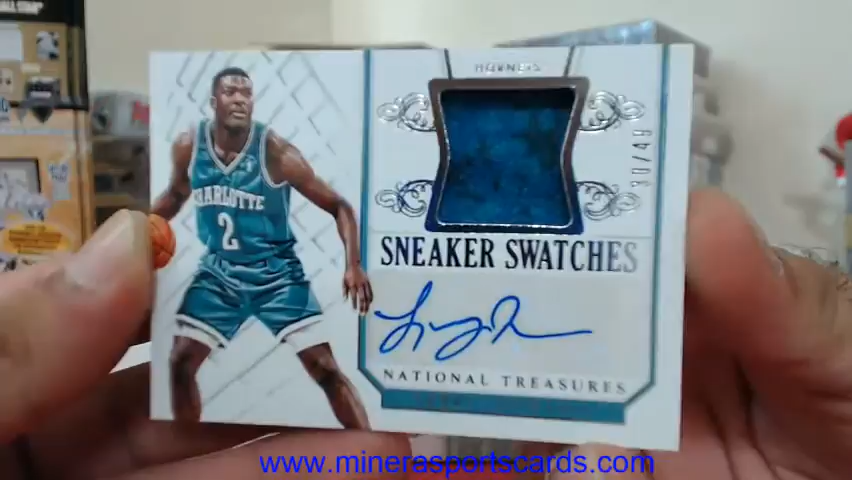 HORNETS
30/49
CHARLOTTE
2
SNEAKER SWATCHES
NATIONAL TREASURES
www.minerasportscards.com